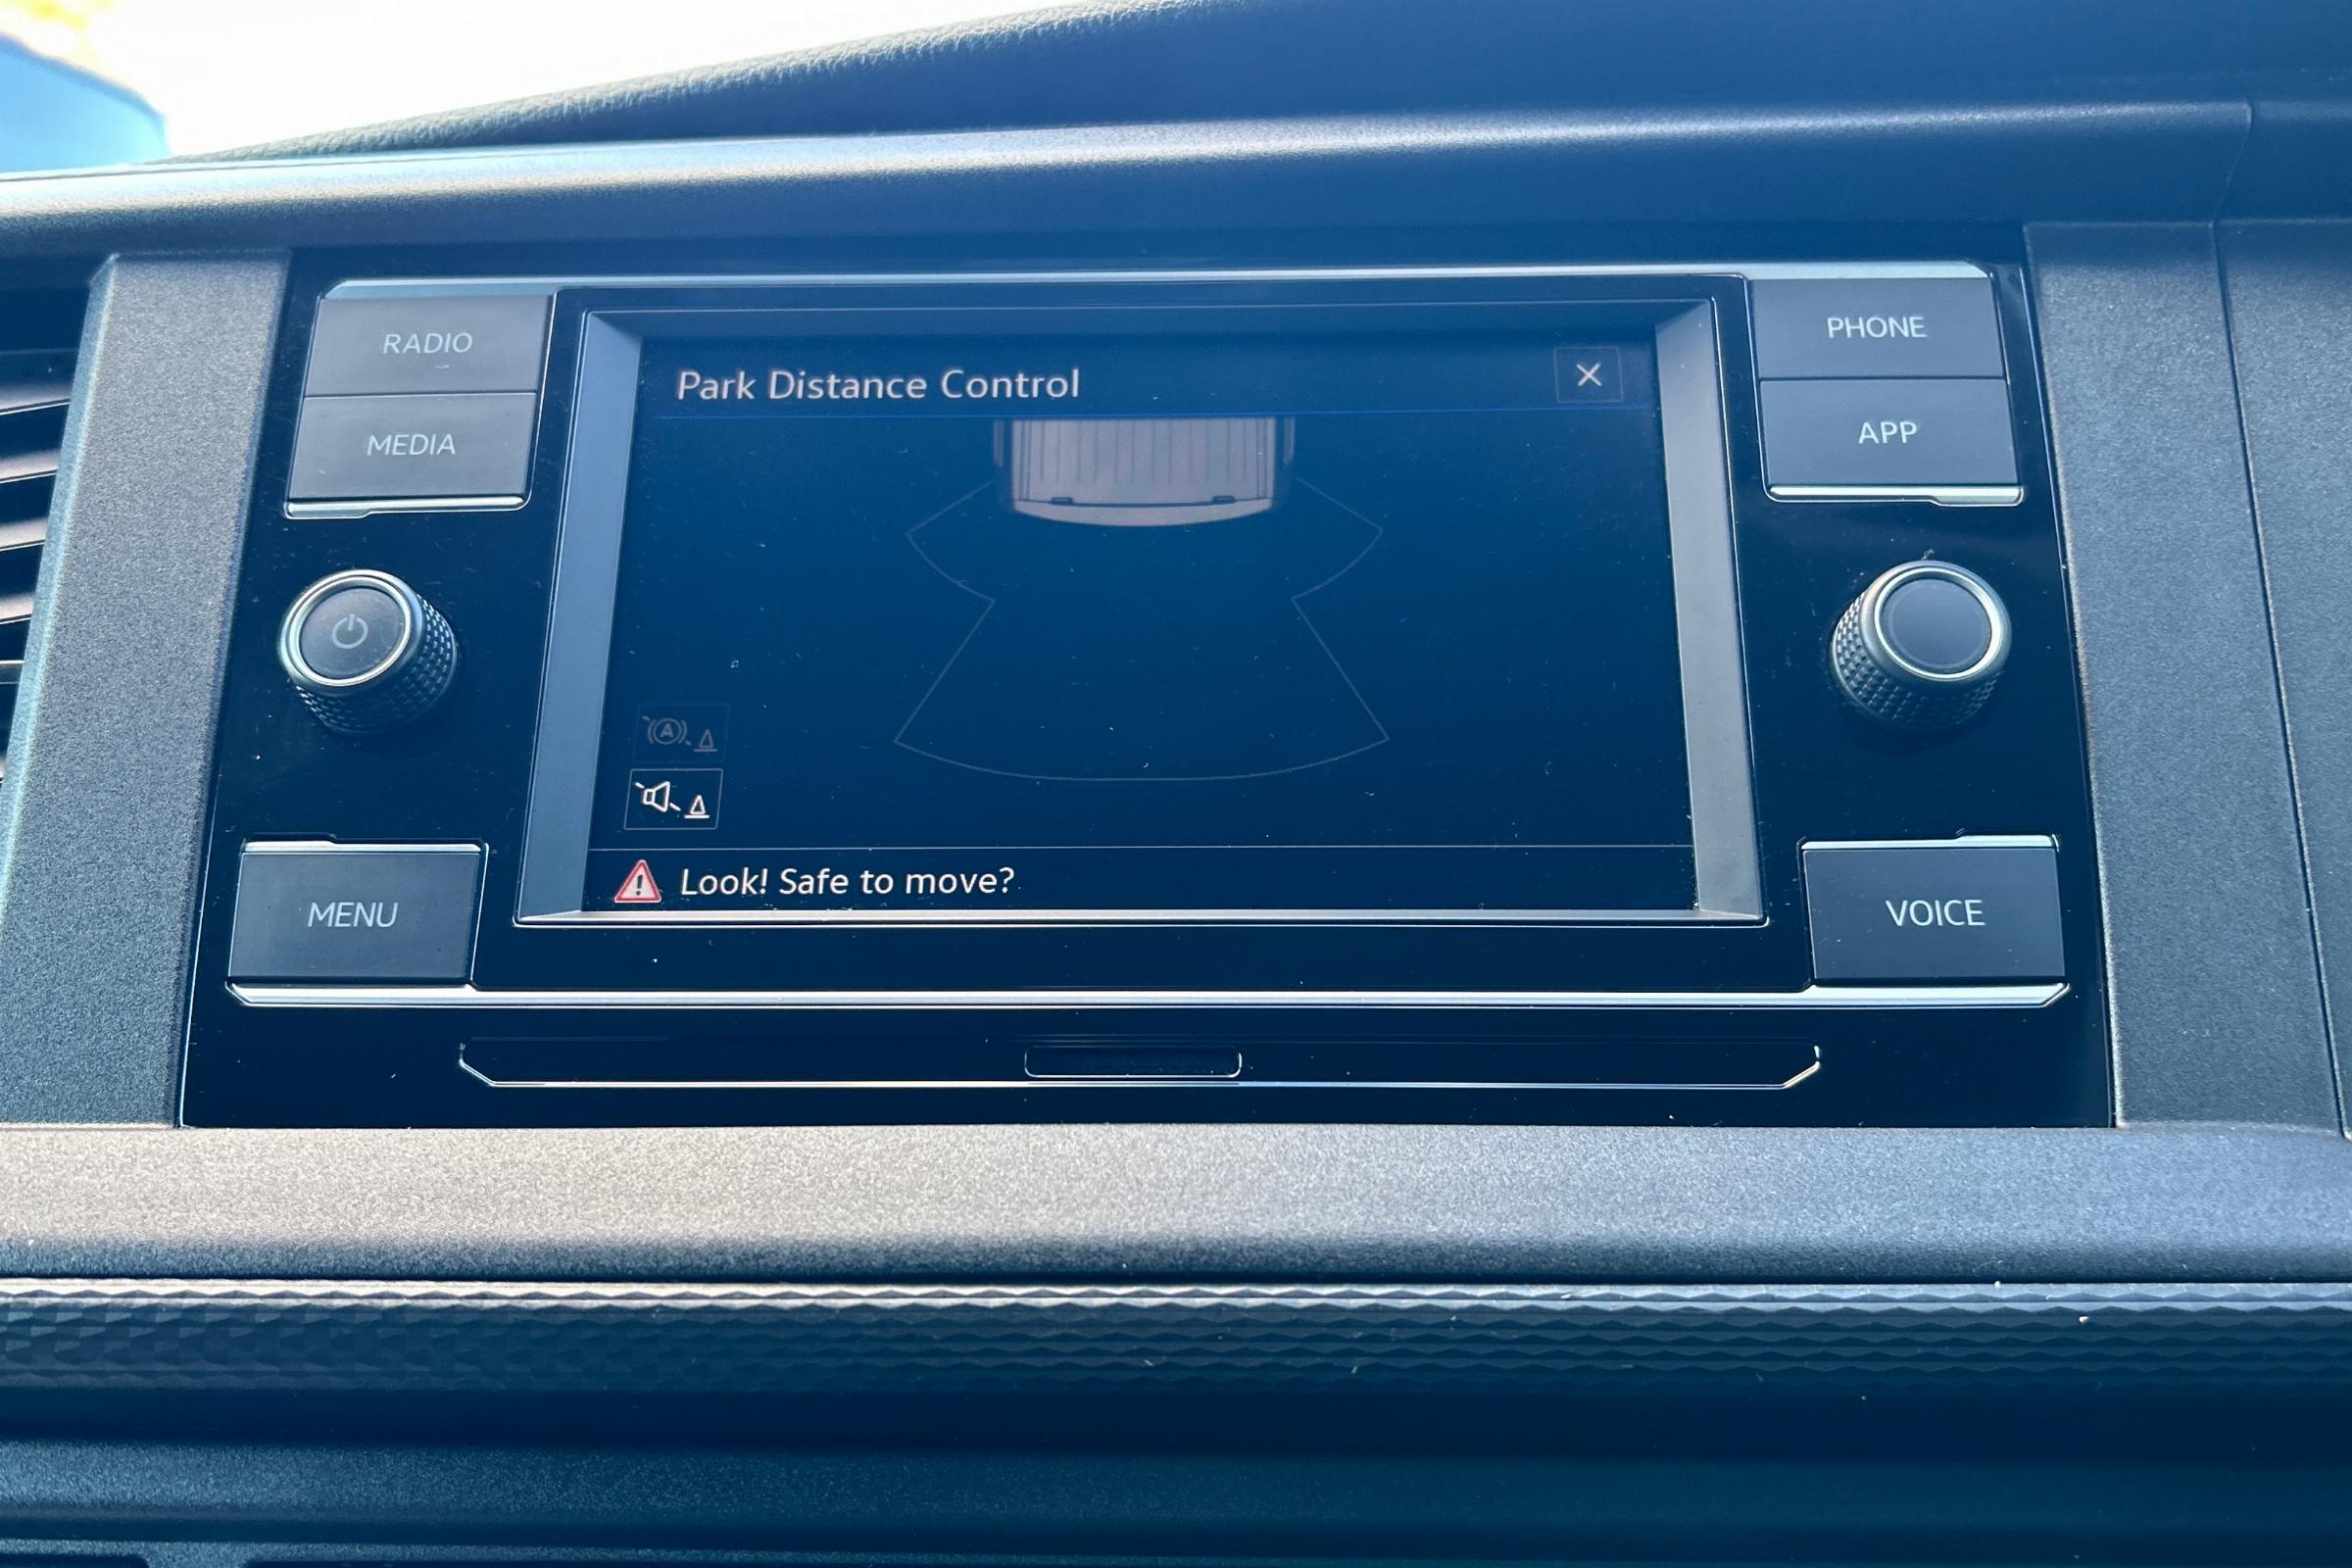 RADIO
MEDIA
Park Distance Control
PHONE
APP
A
Look! Safe to move?
MENU
VOICE